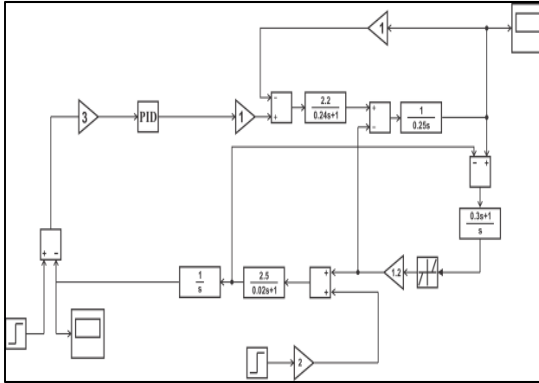 1
2.2
0.24s+1
1
0.25s
3
PID
1
- +
- +
+ -
- +
0.3s+1
s
1
s
2.5
0.02s+1
+ +
1.2
2